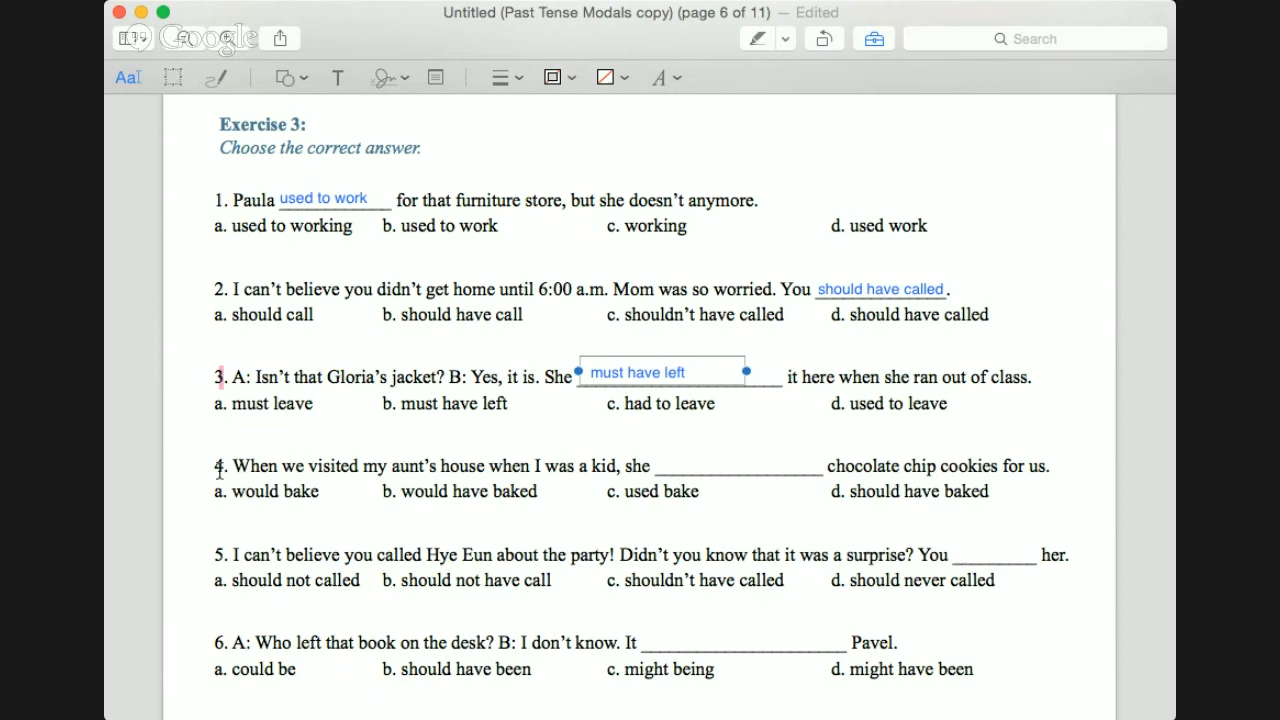 Untitled (Past Tense Modals copy) (page 6 of 11) — Edited
Google
Search
AaI T A
Exercise 3:
Choose the correct answer.
1. Paula used to work for that furniture store, but she doesn't anymore.
a. used to working b. used to work c. working d. used work
2. I can't believe you didn't get home until 6:00 a.m. Mom was so worried. You should have called.
a. should call b. should have call c. shouldn't have called d. should have called
3. A: Isn't that Gloria's jacket? B: Yes, it is. She must have left it here when she ran out of class.
a. must leave b. must have left c. had to leave d. used to leave
4. When we visited my aunt's house when I was a kid, she ____________________ chocolate chip cookies for us.
a. would bake b. would have baked c. used bake d. should have baked
5. I can't believe you called Hye Eun about the party! Didn't you know that it was a surprise? You __________ her.
a. should not called b. should not have call c. shouldn't have called d. should never called
6. A: Who left that book on the desk? B: I don't know. It ________________________ Pavel.
a. could be b. should have been c. might being d. might have been